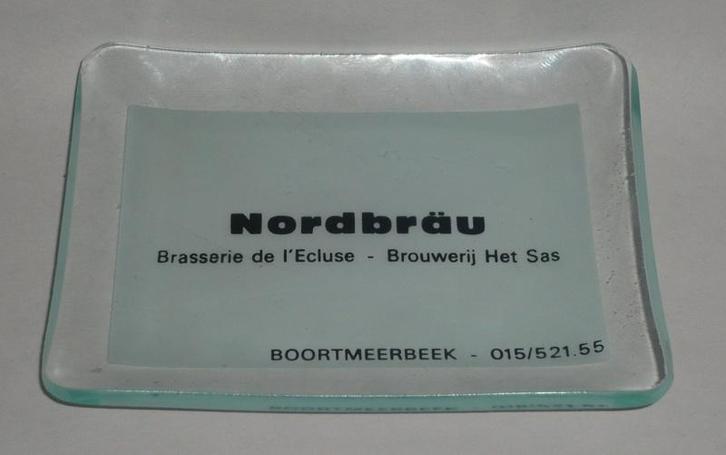 Nordbräu
Brasserie de l'Ecluse - Brouwerij Het Sas
BOORTMEERBEEK - 015/521.55